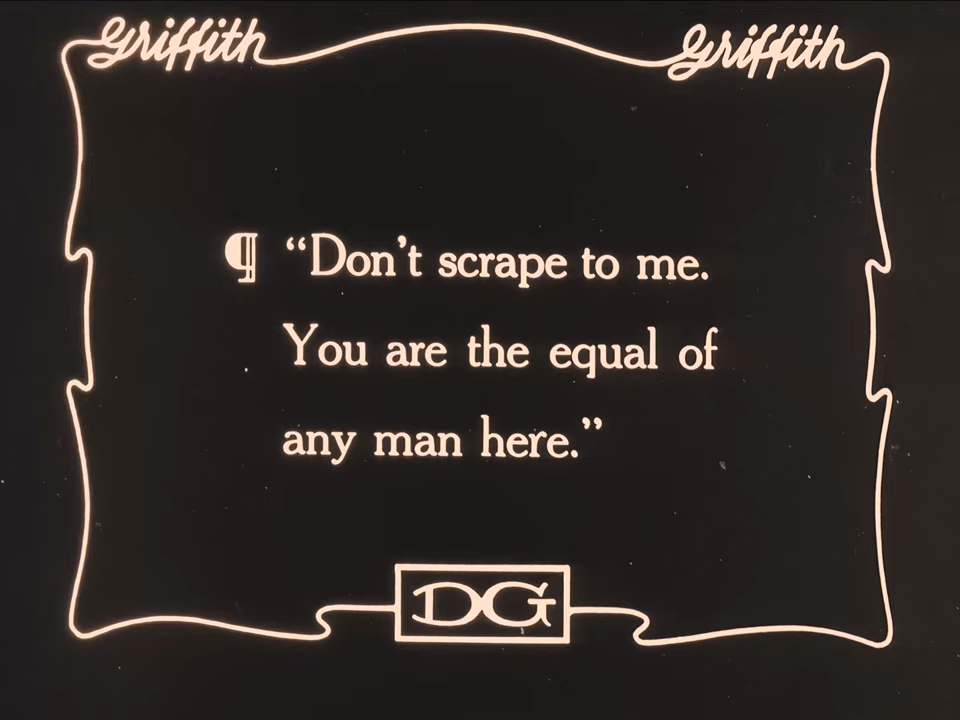 Griffith Griffith
¶ “Don’t scrape to me.
You are the equal of
any man here.”
DG